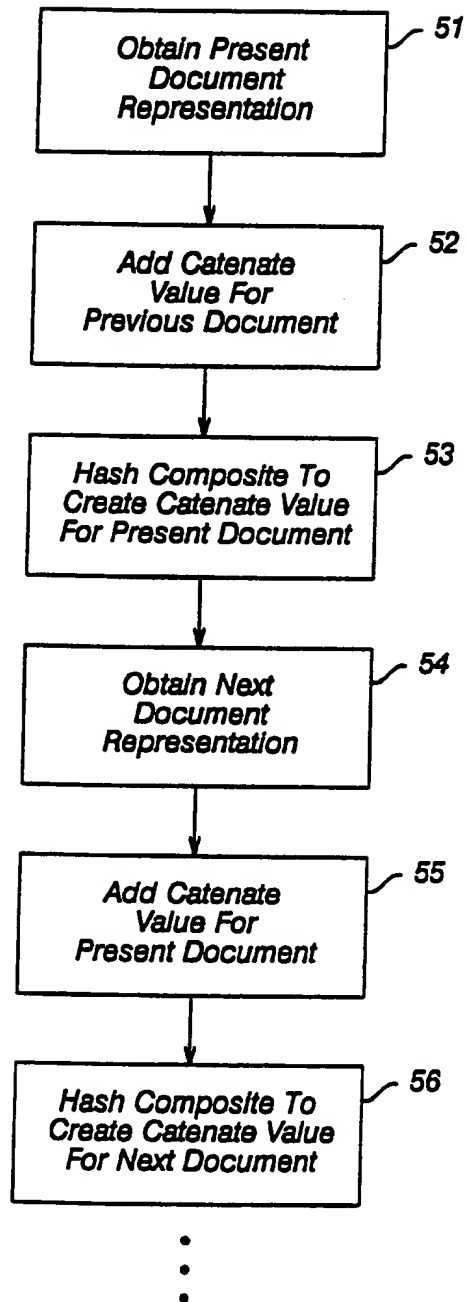 51
Obtain Present
Document
Representation
52
Add Catenate
Value For
Previous Document
53
Hash Composite To
Create Catenate Value
For Present Document
54
Obtain Next
Document
Representation
55
Add Catenate
Value For
Present Document
56
Hash Composite To
Create Catenate Value
For Next Document